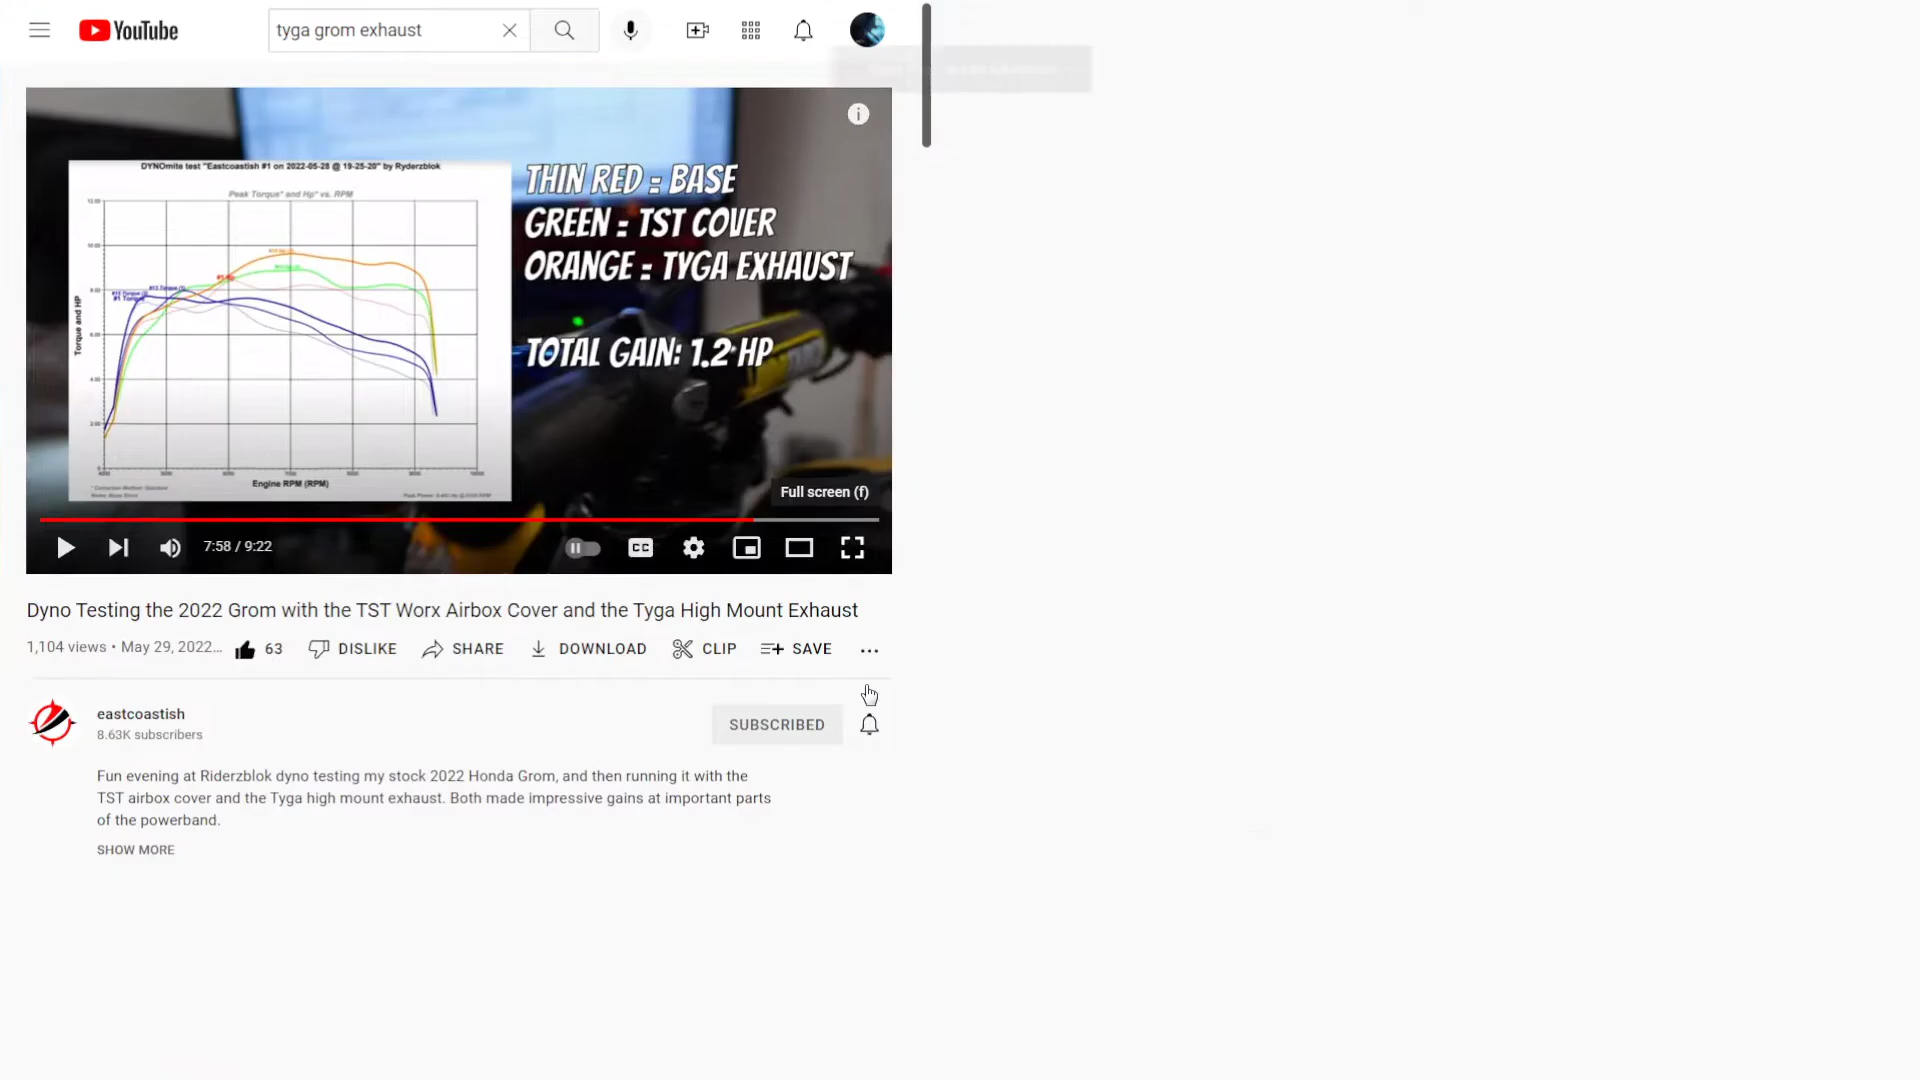 YouTube
tyga grom exhaust
DYNOmite test "Eastcoastish #1 on 2022-05-28 @ 19-25-20" by Ryderzblok
Peak Torque* and Hp* vs. RPM
Torque and HP
Engine RPM (RPM)
THIN RED = BASE
GREEN = TST COVER
ORANGE = TYGA EXHAUST
TOTAL GAIN: 1.2 HP
Full screen (f)
7:58 / 9:22
CC
Dyno Testing the 2022 Grom with the TST Worx Airbox Cover and the Tyga High Mount Exhaust
1,104 views • May 29, 2022... 63 DISLIKE SHARE DOWNLOAD CLIP SAVE ...
eastcoastish
8.63K subscribers
SUBSCRIBED
Fun evening at Riderzblok dyno testing my stock 2022 Honda Grom, and then running it with the
TST airbox cover and the Tyga high mount exhaust. Both made impressive gains at important parts
of the powerband.
SHOW MORE